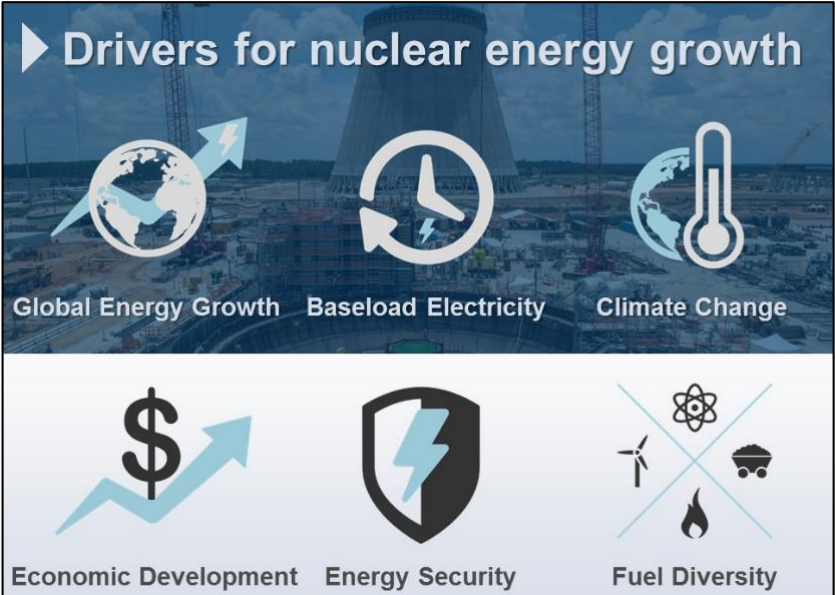 Drivers for nuclear energy growth
Global Energy Growth Baseload Electricity Climate Change
$
Economic Development Energy Security Fuel Diversity